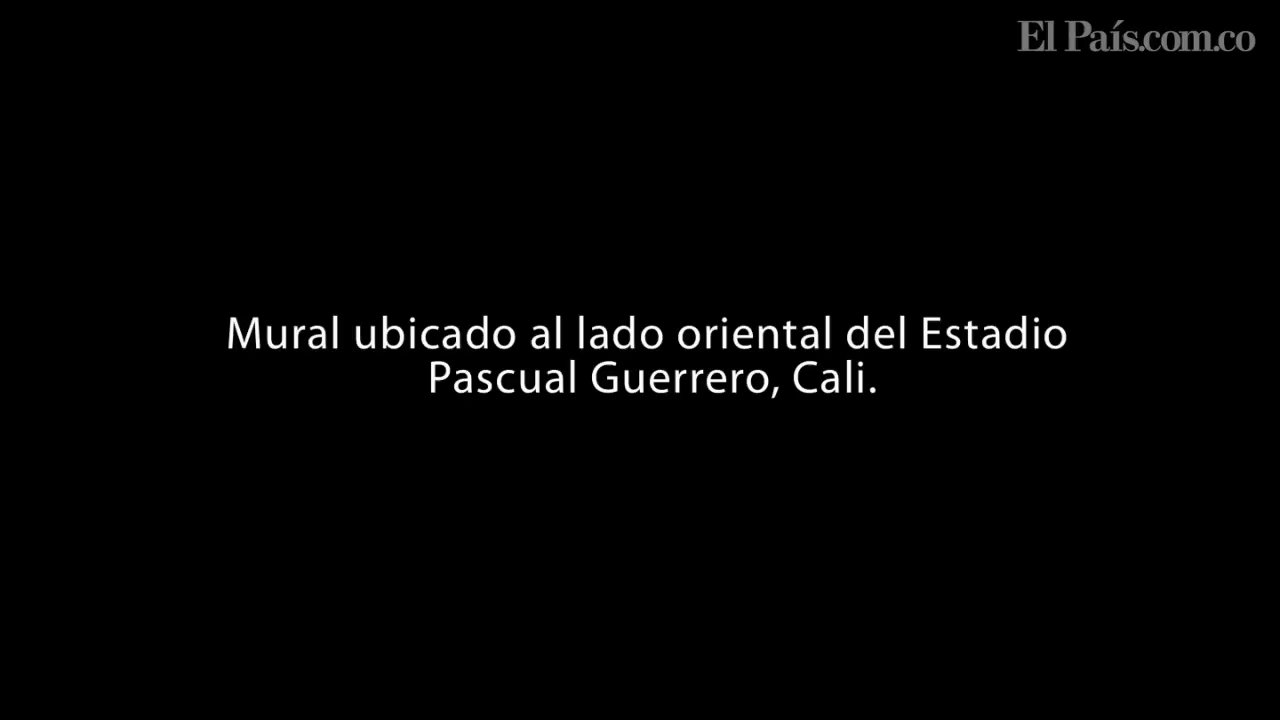 El País.com.co
Mural ubicado al lado oriental del Estadio
Pascual Guerrero, Cali.